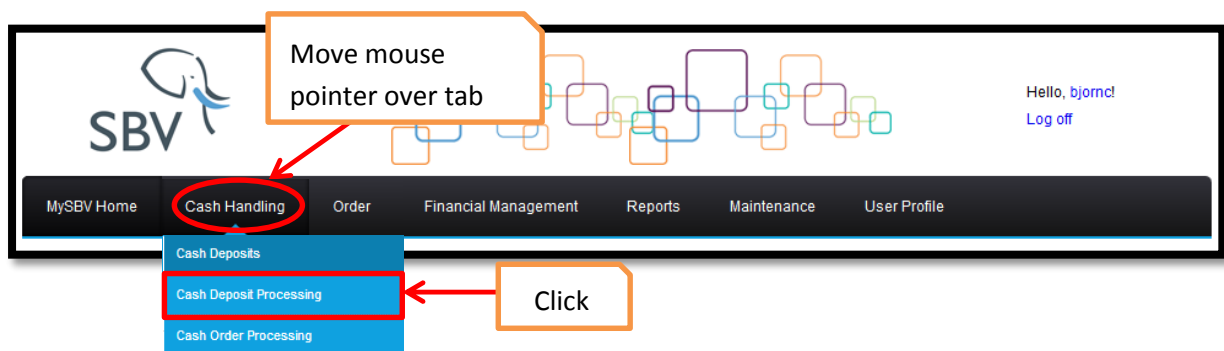 Move mouse
pointer over tab
SBV
Hello, bjornc!
Log off
MySBV Home Cash Handling Order Financial Management Reports Maintenance User Profile
Cash Deposits
Cash Deposit Processing
Click
Cash Order Processing